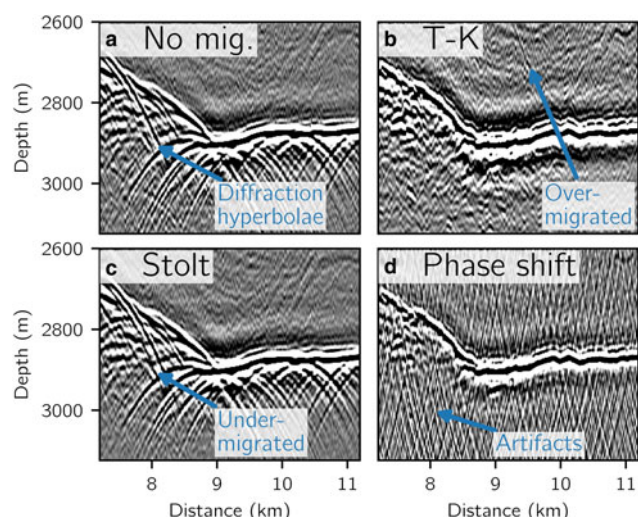 2600
a No mig.
b T-K
Depth (m)
2800
3000
Diffraction
hyperbolae
Over-
migrated
2600
c Stolt
d Phase shift
Depth (m)
2800
3000
Under-
migrated
Artifacts
8 9 10 11
8 9 10 11
Distance (km)
Distance (km)